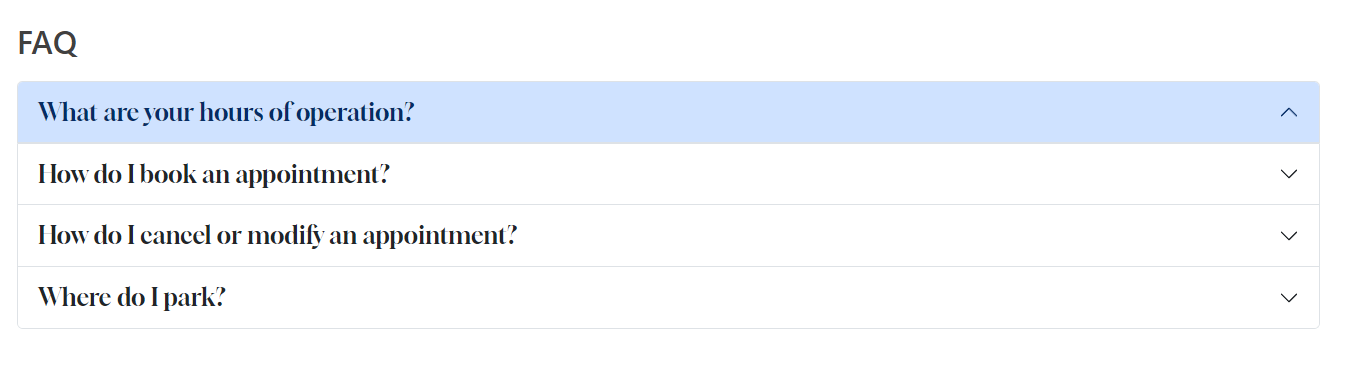 FAQ
What are your hours of operation?
How do I book an appointment?
How do I cancel or modify an appointment?
Where do I park?